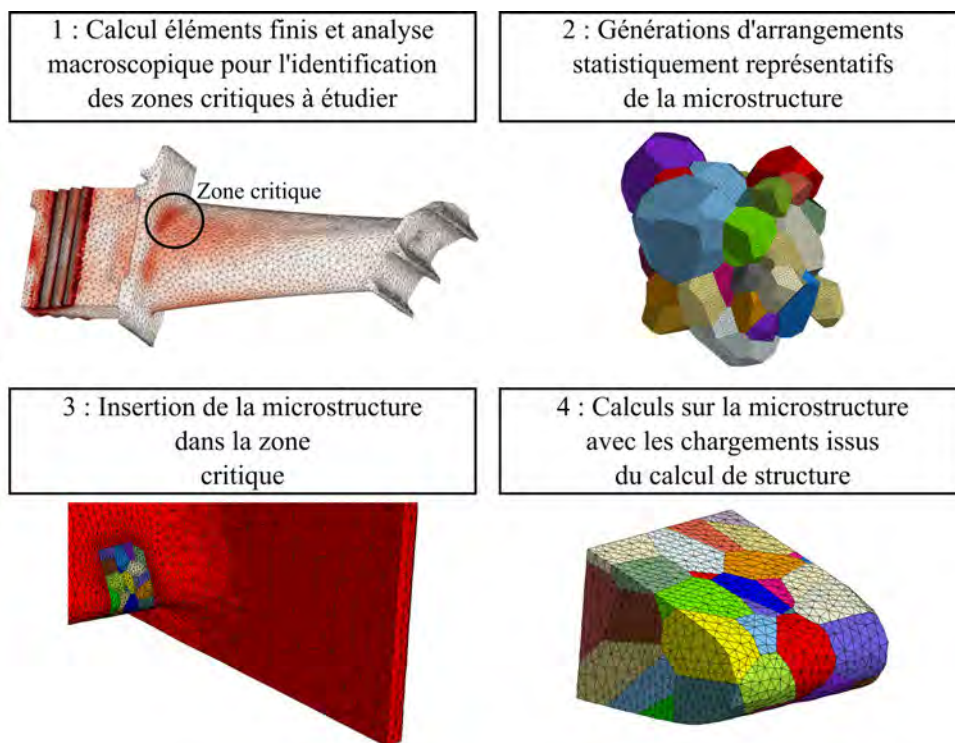 1 : Calcul éléments finis et analyse
macroscopique pour l'identification
des zones critiques à étudier
2 : Générations d'arrangements
statistiquement représentatifs
de la microstructure
Zone critique
3 : Insertion de la microstructure
dans la zone
critique
4 : Calculs sur la microstructure
avec les chargements issus
du calcul de structure